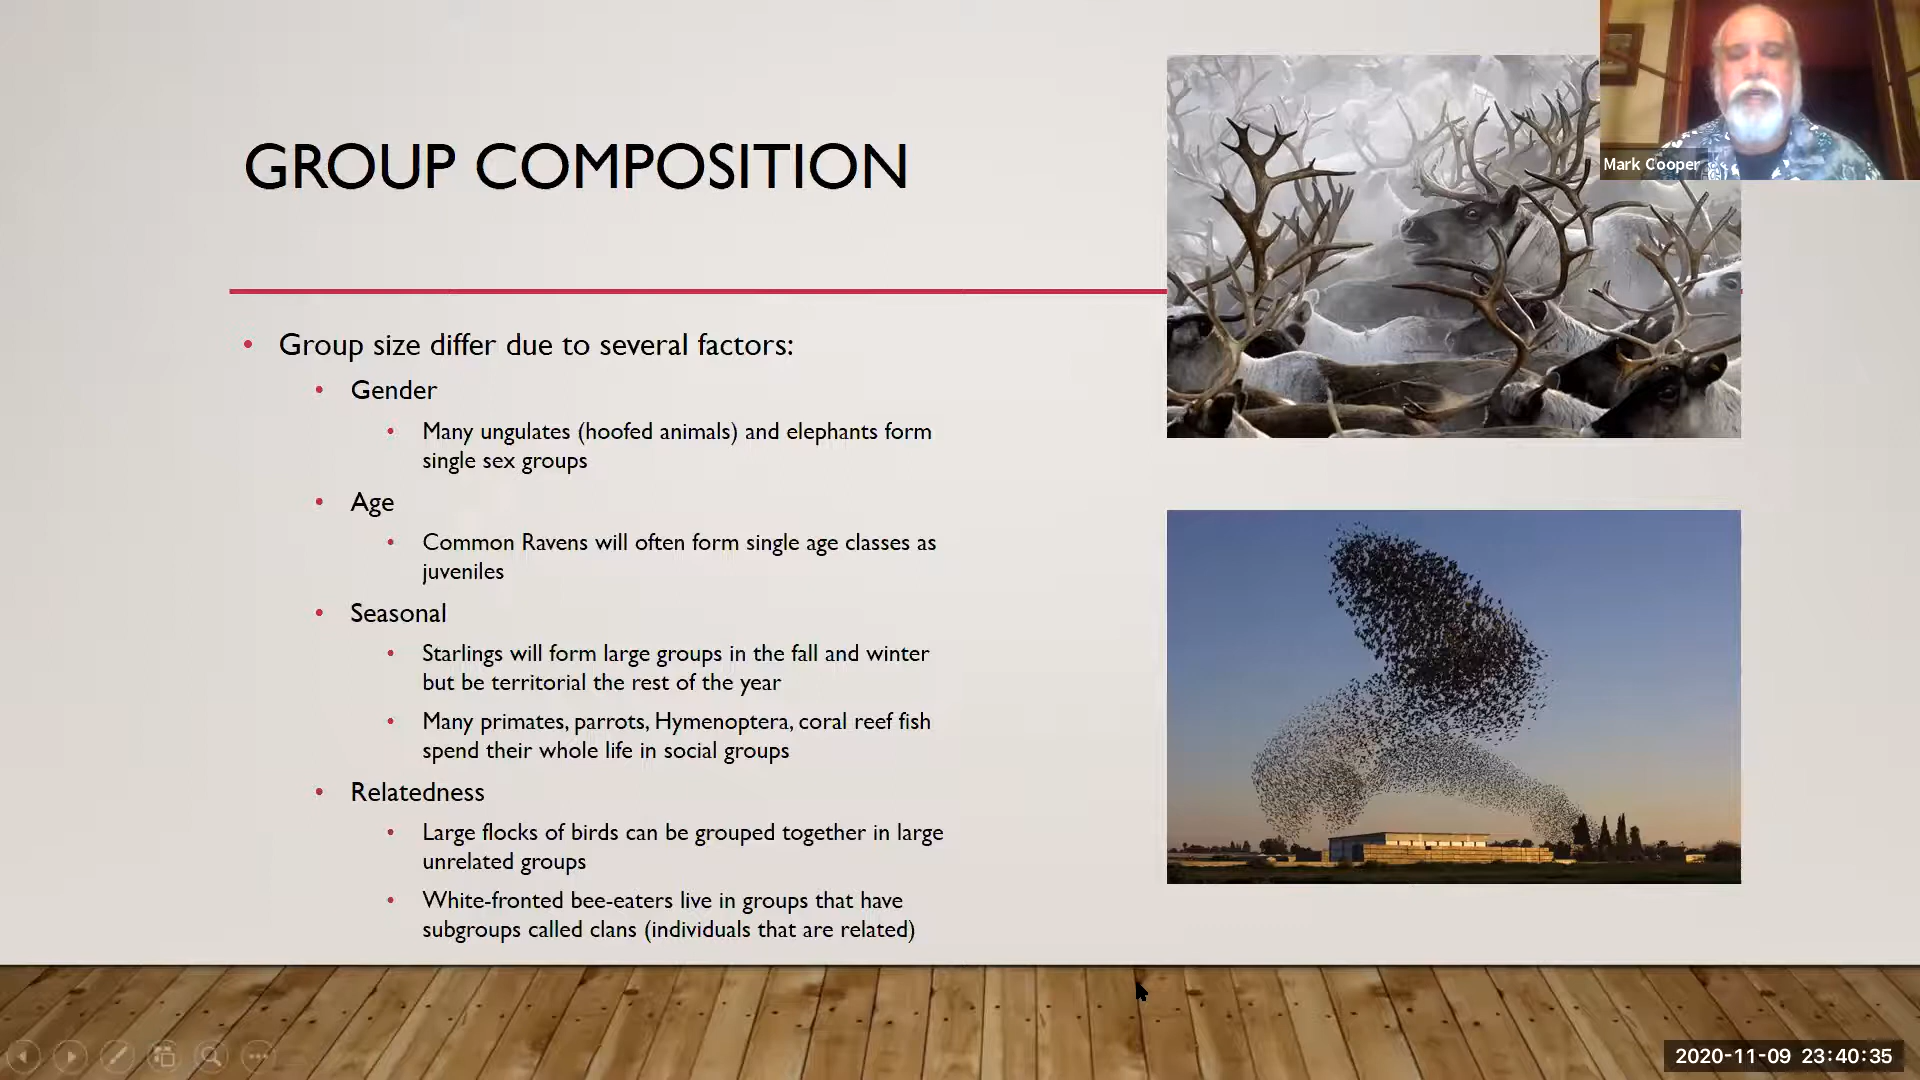 GROUP COMPOSITION
Mark Cooper
• Group size differ due to several factors:
• Gender
• Many ungulates (hoofed animals) and elephants form
single sex groups
• Age
• Common Ravens will often form single age classes as
juveniles
• Seasonal
• Starlings will form large groups in the fall and winter
but be territorial the rest of the year
• Many primates, parrots, Hymenoptera, coral reef fish
spend their whole life in social groups
• Relatedness
• Large flocks of birds can be grouped together in large
unrelated groups
• White-fronted bee-eaters live in groups that have
subgroups called clans (individuals that are related)
2020-11-09 23:40:35